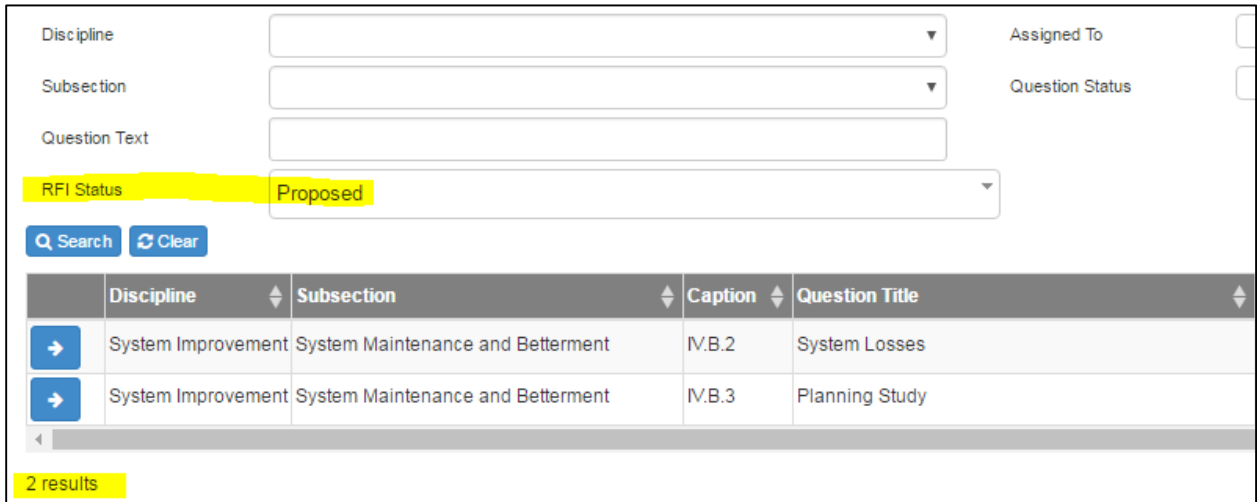 Discipline Assigned To
Subsection Question Status
Question Text
RFI Status Proposed
Search Clear
Discipline Subsection Caption Question Title
System Improvement System Maintenance and Betterment IV.B.2 System Losses
System Improvement System Maintenance and Betterment IV.B.3 Planning Study
2 results